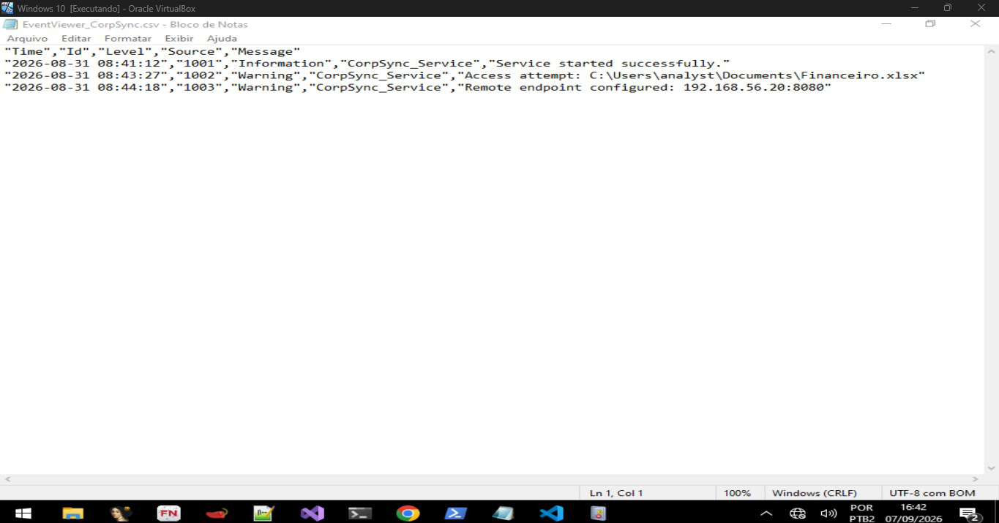 Windows 10 [Executando] - Oracle VirtualBox
EventViewer_CorpSync.csv - Bloco de Notas
Arquivo Editar Formatar Exibir Ajuda
"Time","Id","Level","Source","Message"
"2026-08-31 08:41:12","1001","Information","CorpSync_Service","Service started successfully."
"2026-08-31 08:43:27","1002","Warning","CorpSync_Service","Access attempt: C:\Users\analyst\Documents\Financeiro.xlsx"
"2026-08-31 08:44:18","1003","Warning","CorpSync_Service","Remote endpoint configured: 192.168.56.20:8080"
Ln 1, Col 1 100% Windows (CRLF) UTF-8 com BOM
FN
POR 16:42
PTB2 07/09/2026 2